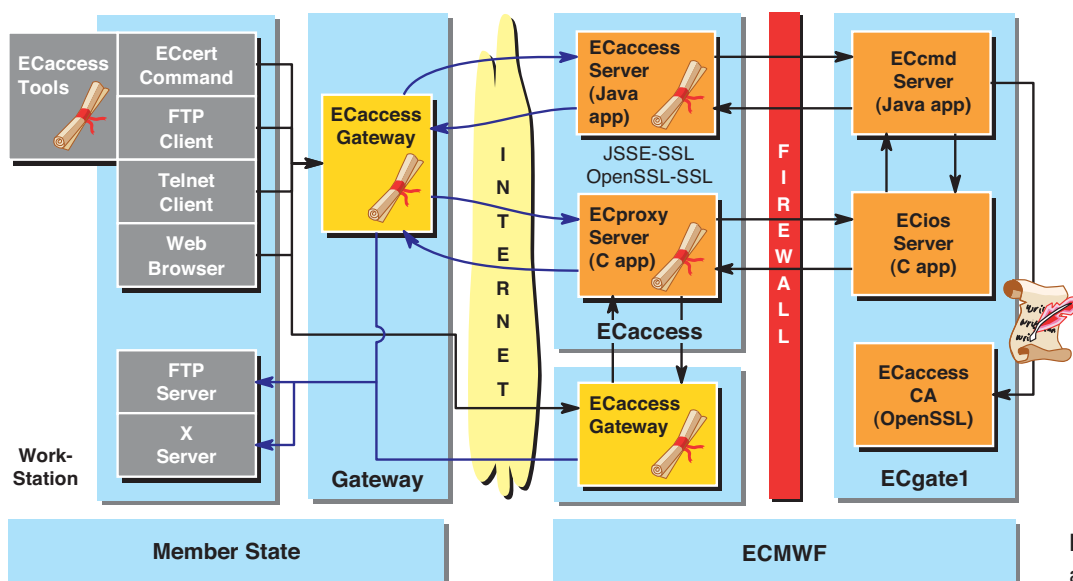 ECaccess
Tools
ECcert
Command
FTP
Client
Telnet
Client
Web
Browser
FTP
Server
X
Server
Work-
Station
ECaccess
Gateway
Gateway
INTERNET
ECaccess
Server
(Java
app)
JSSE-SSL
OpenSSL-SSL
ECproxy
Server
(C app)
ECaccess
ECaccess
Gateway
FIREWALL
ECcmd
Server
(Java app)
ECios
Server
(C app)
ECaccess
CA
(OpenSSL)
ECgate1
Member State
ECMWF